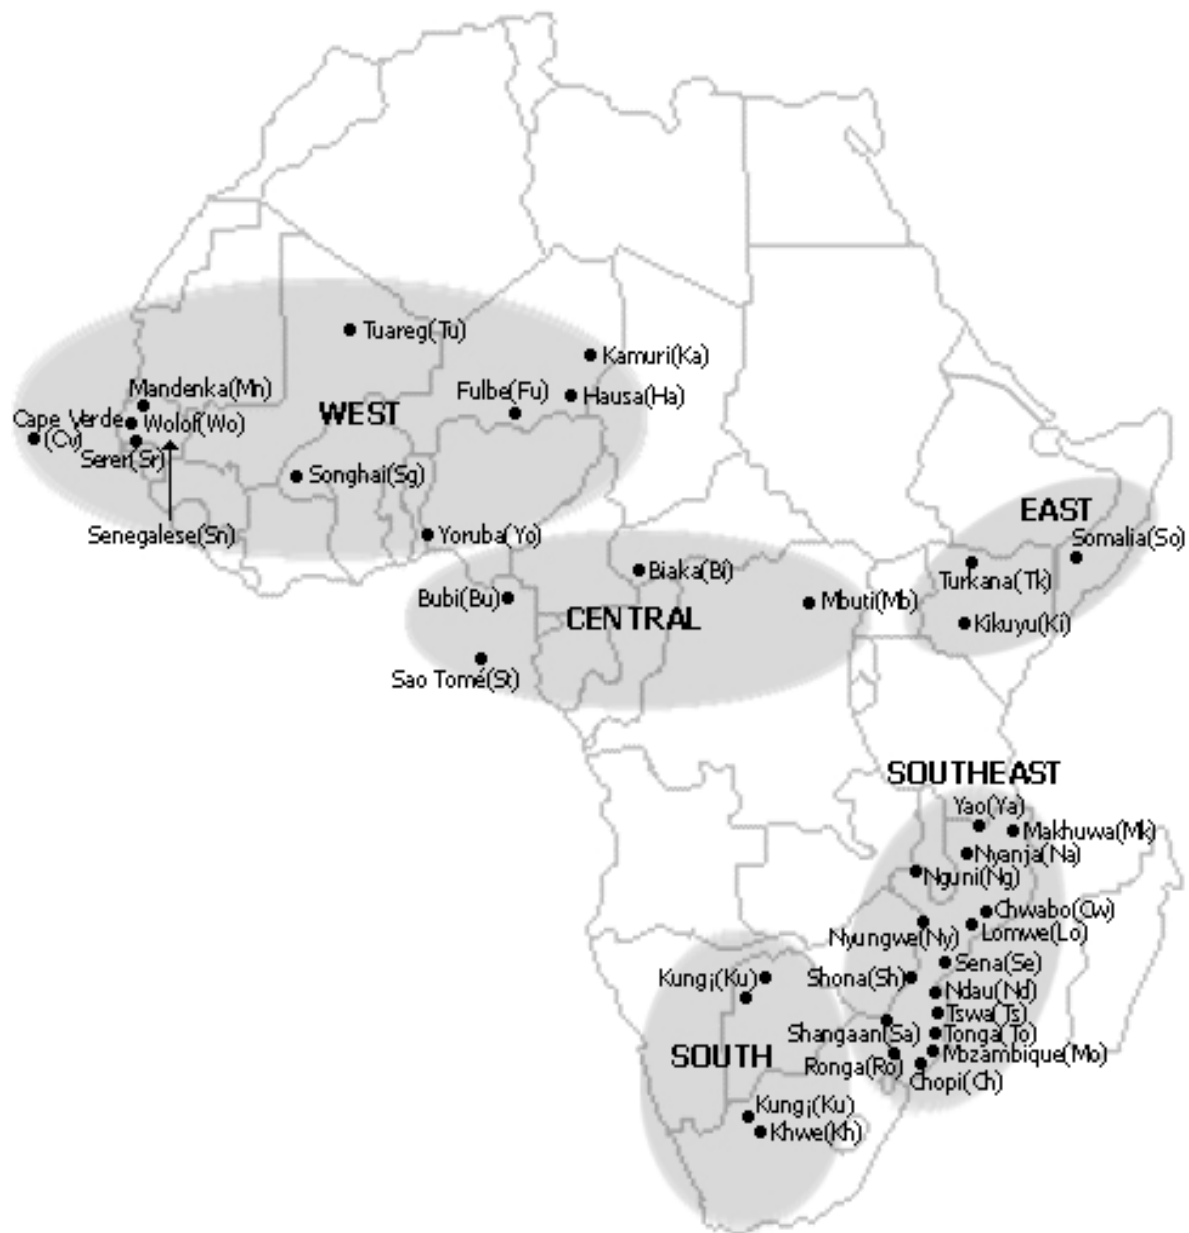 Tuareg(Tu)
Kamuri(Ka)
Mandenka(Mn)
Fulbe(Fu)
Hausa(Ha)
WEST
Cape Verde
(Cv)
Wolof(Wo)
Serer(Sr)
Songhai(Sg)
Senegalese(Sn)
Yoruba(Yo)
EAST
Somalia(So)
Turkana(Tk)
Kikuyu(Ki)
Biaka(Bi)
Bubi(Bu)
CENTRAL
Mbuti(Mb)
Sao Tomé(St)
SOUTHEAST
Yao(Ya)
Makhuwa(Mk)
Nyanja(Na)
Nguni(Ng)
Chwabo(Cw)
Lomwe(Lo)
Nyungwe(Ny)
Sena(Se)
Shona(Sh)
Ndau(Nd)
Tswa(Ts)
Tonga(To)
Shangaan(Sa)
Mozambique(Mo)
Ronga(Ro)
Chopi(Ch)
Kung¡(Ku)
SOUTH
Kung¡(Ku)
Khwe(Kh)